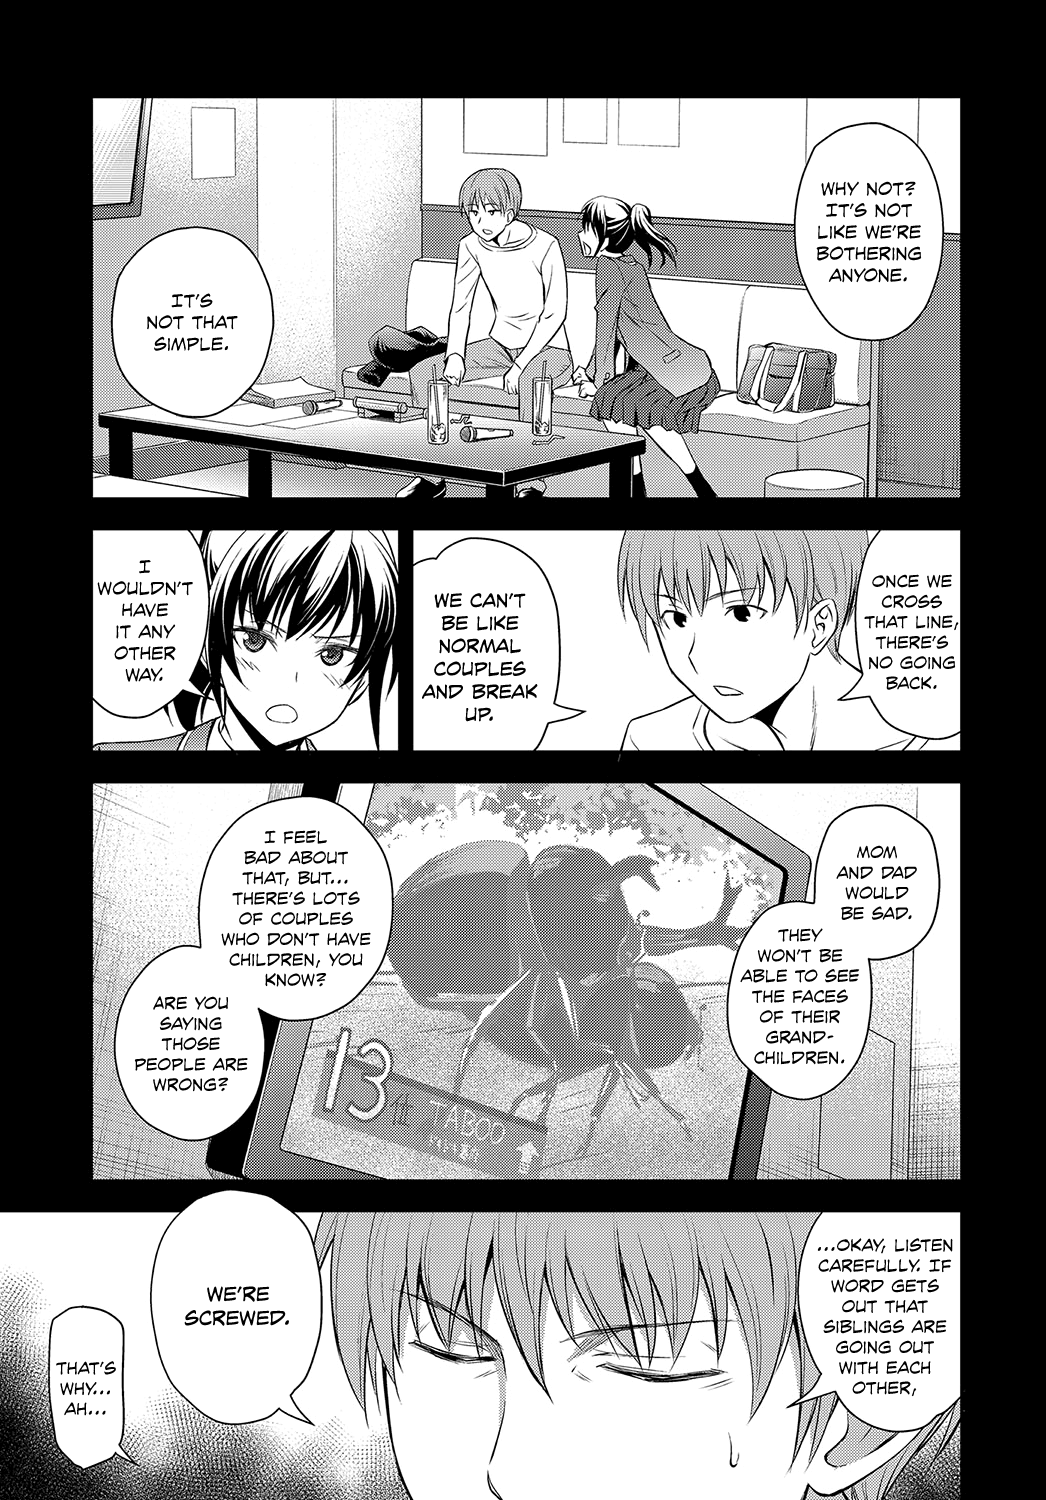 WHY NOT?
IT'S NOT
LIKE WE'RE
BOTHERING
ANYONE.
IT'S
NOT THAT
SIMPLE.
ONCE WE
CROSS
THAT LINE,
THERE'S
NO GOING
BACK.
WE CAN'T
BE LIKE
NORMAL
COUPLES
AND BREAK
UP.
I
WOULDN'T
HAVE
IT ANY
OTHER
WAY.
MOM
AND DAD
WOULD
BE SAD.
THEY
WON'T BE
ABLE TO SEE
THE FACES
OF THEIR
GRAND-
CHILDREN.
I FEEL
BAD ABOUT
THAT, BUT...
THERE'S LOTS
OF COUPLES
WHO DON'T HAVE
CHILDREN, YOU
KNOW?
ARE YOU
SAYING
THOSE
PEOPLE ARE
WRONG?
13位 TABOO
...OKAY, LISTEN
CAREFULLY. IF
WORD GETS
OUT THAT
SIBLINGS ARE
GOING OUT
WITH EACH
OTHER,
WE'RE
SCREWED.
THAT'S
WHY...
AH...